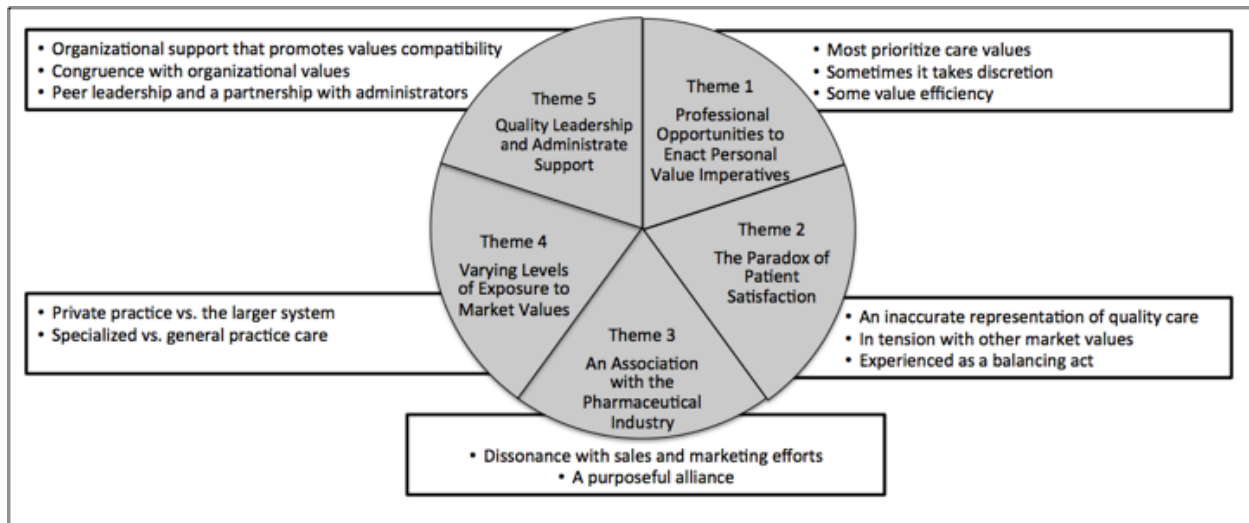 • Organizational support that promotes values compatibility
• Congruence with organizational values
• Peer leadership and a partnership with administrators
Theme 5
Quality Leadership
and Administrate
Support
Theme 1
Professional
Opportunities to
Enact Personal
Value Imperatives
• Most prioritize care values
• Sometimes it takes discretion
• Some value efficiency
Theme 4
Varying Levels
of Exposure to
Market Values
Theme 2
The Paradox of
Patient
Satisfaction
• Private practice vs. the larger system
• Specialized vs. general practice care
Theme 3
An Association
with the
Pharmaceutical
Industry
• An inaccurate representation of quality care
• In tension with other market values
• Experienced as a balancing act
• Dissonance with sales and marketing efforts
• A purposeful alliance